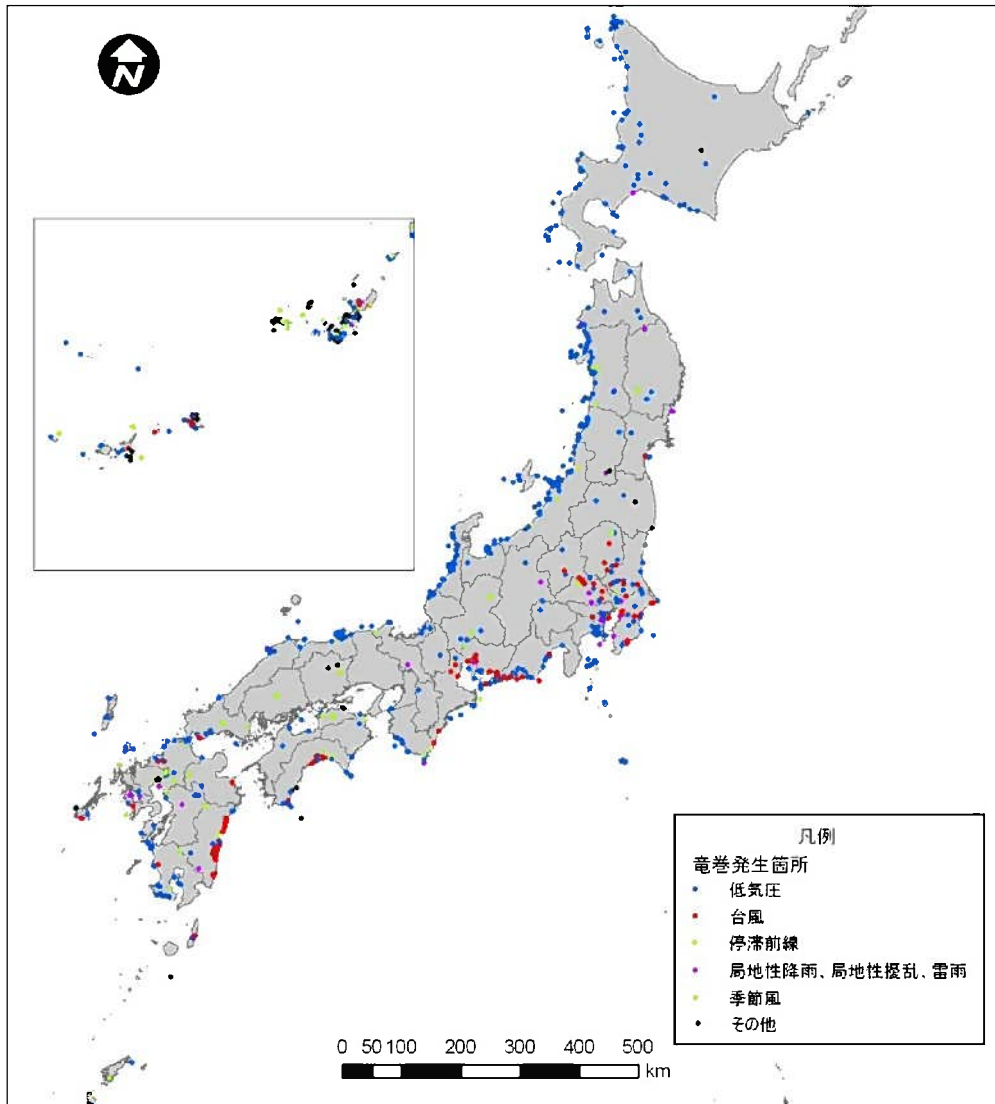 N
凡例
竜巻発生箇所
低気圧
台風
停滞前線
局地性降雨、局地性擾乱、雷雨
季節風
その他
0 50 100 200 300 400 500
km